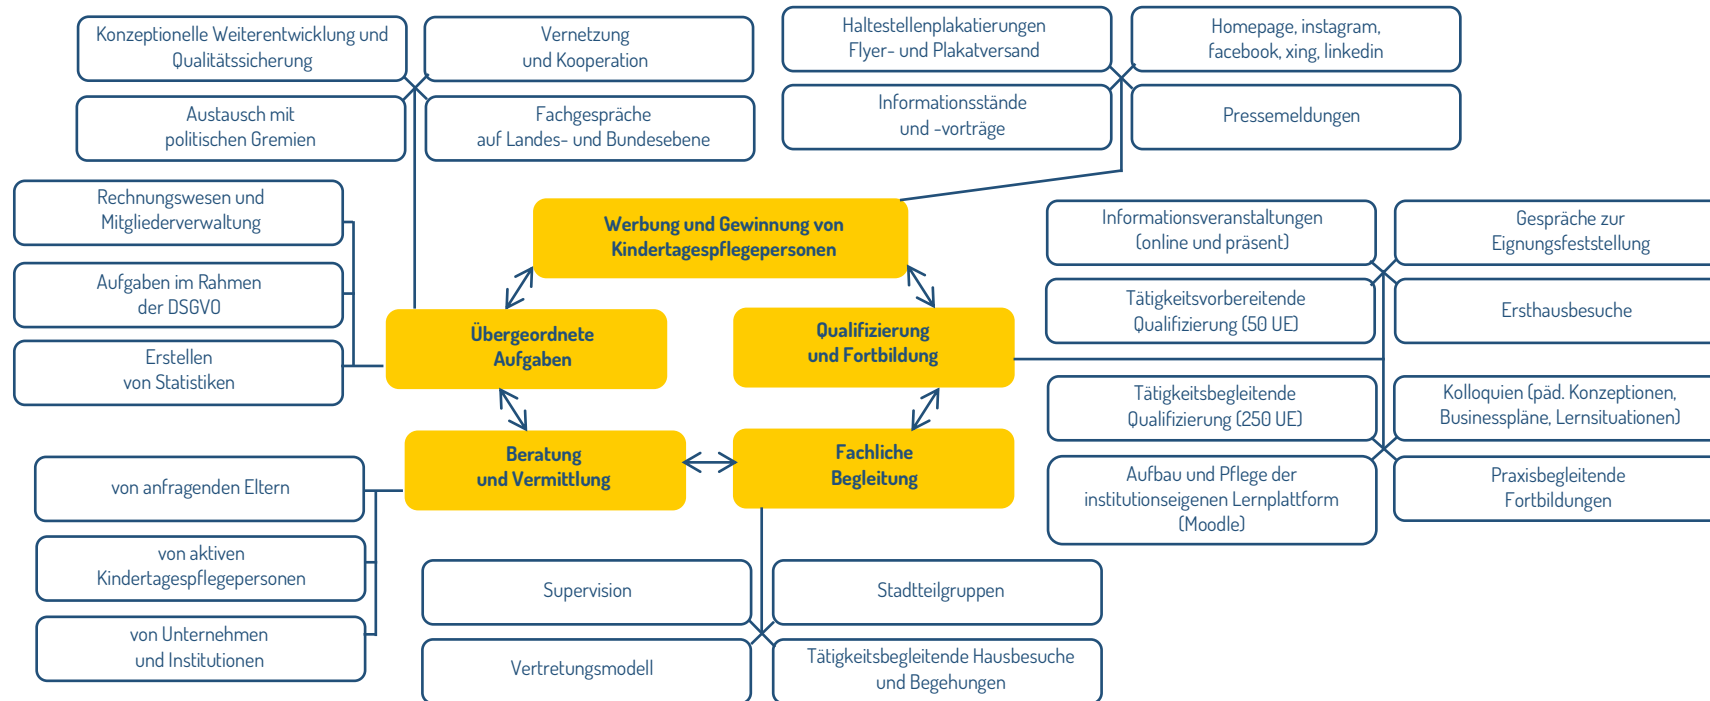 Konzeptionelle Weiterentwicklung und
Qualitätssicherung
Vernetzung
und Kooperation
Austausch mit
politischen Gremien
Fachgespräche
auf Landes- und Bundesebene
Haltestellenplakatierungen
Flyer- und Plakatversand
Homepage, instagram,
facebook, xing, linkedin
Informationsstände
und -vorträge
Pressemeldungen
Rechnungswesen und
Mitgliederverwaltung
Aufgaben im Rahmen
der DSGVO
Erstellen
von Statistiken
Werbung und Gewinnung von
Kindertagespflegepersonen
Übergeordnete
Aufgaben
Qualifizierung
und Fortbildung
Beratung
und Vermittlung
Fachliche
Begleitung
Informationsveranstaltungen
(online und präsent)
Gespräche zur
Eignungsfeststellung
Tätigkeitsvorbereitende
Qualifizierung (50 UE)
Ersthausbesuche
Tätigkeitsbegleitende
Qualifizierung (250 UE)
Kolloquien (päd. Konzeptionen,
Businesspläne, Lernsituationen)
Aufbau und Pflege der
institutionseigenen Lernplattform
(Moodle)
Praxisbegleitende
Fortbildungen
von anfragenden Eltern
von aktiven
Kindertagespflegepersonen
von Unternehmen
und Institutionen
Supervision
Stadtteilgruppen
Vertretungsmodell
Tätigkeitsbegleitende Hausbesuche
und Begehungen